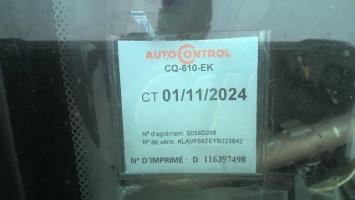 AUTOCONTROL
CQ-610-EK
CT 01/11/2024
N° d'agrément: S059D298
N° de série: KLAVF69ZEYB223842
N° D'IMPRIMÉ: D 116397498